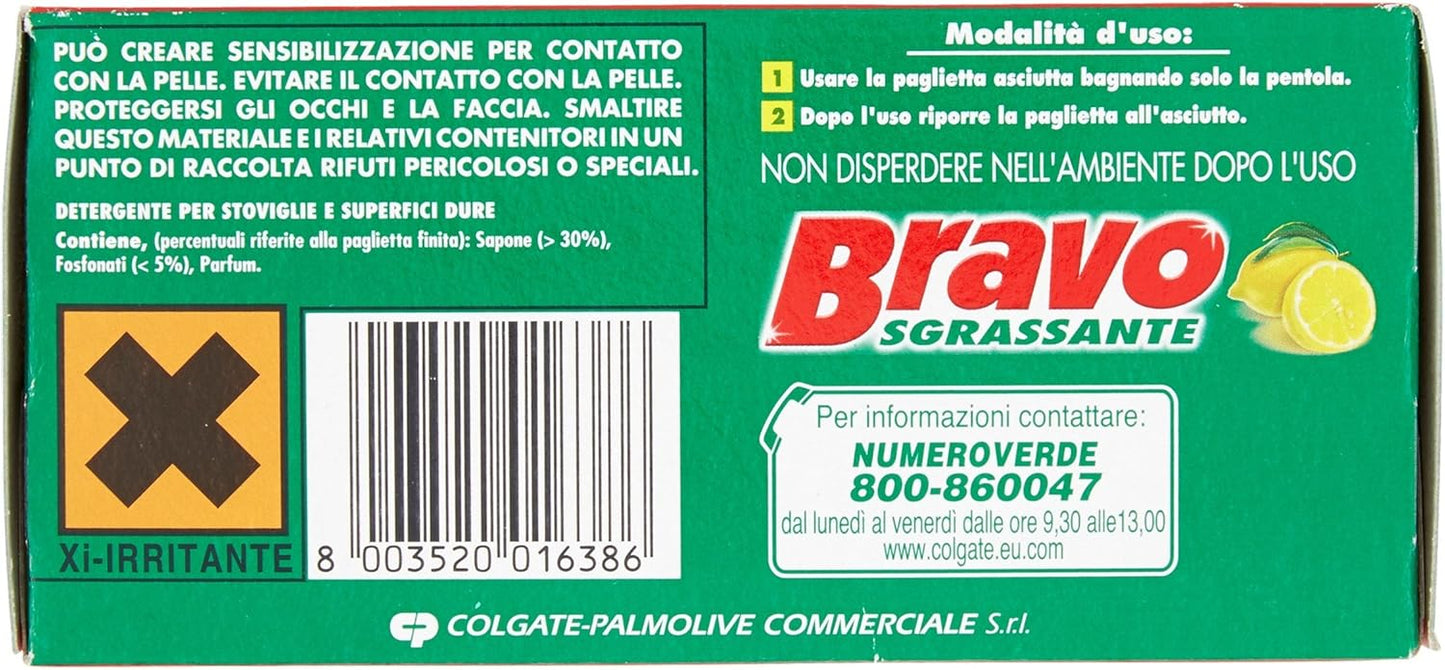 PUÒ CREARE SENSIBILIZZAZIONE PER CONTATTO
CON LA PELLE. EVITARE IL CONTATTO CON LA PELLE.
PROTEGGERSI GLI OCCHI E LA FACCIA. SMALTIRE
QUESTO MATERIALE E I RELATIVI CONTENITORI IN UN
PUNTO DI RACCOLTA RIFUTI PERICOLOSI O SPECIALI.
DETERGENTE PER STOVIGLIE E SUPERFICI DURE
Contiene, (percentuali riferite alla paglietta finita): Sapone (> 30%),
Fosfonati (< 5%), Parfum.
Xi-IRRITANTE
8 003520 016386
Modalità d'uso:
1 Usare la paglietta asciutta bagnando solo la pentola.
2 Dopo l'uso riporre la paglietta all'asciutto.
NON DISPERDERE NELL'AMBIENTE DOPO L'USO
Bravo
SGRASSANTE
Per informazioni contattare:
NUMEROVERDE
800-860047
dal lunedì al venerdì dalle ore 9,30 alle13,00
www.colgate.eu.com
CP COLGATE-PALMOLIVE COMMERCIALE S.r.l.